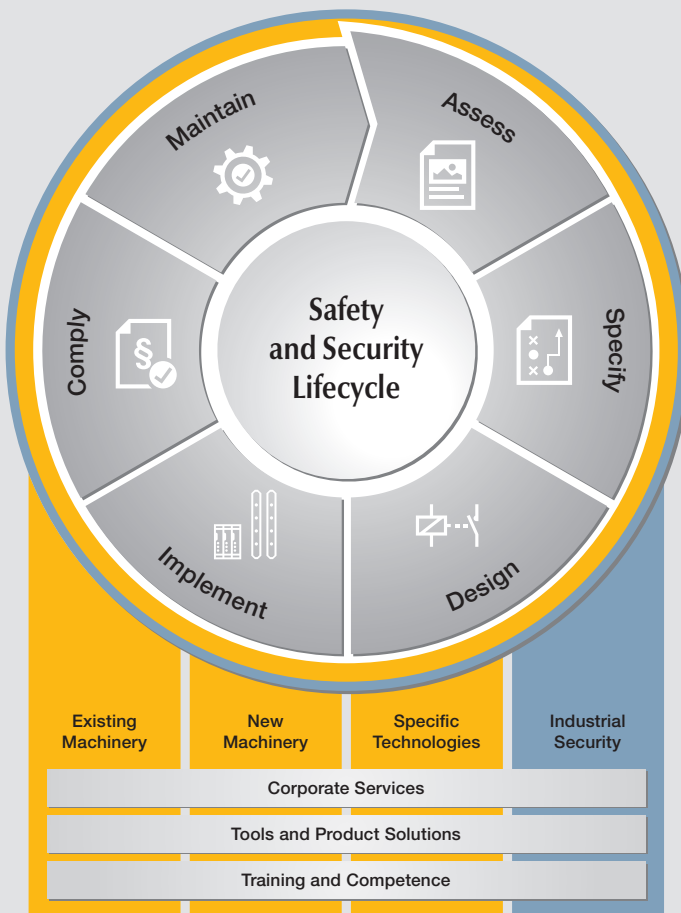 Assess
Specify
Design
Implement
Comply
§
Maintain
Safety
and Security
Lifecycle
Existing
Machinery
New
Machinery
Specific
Technologies
Industrial
Security
Corporate Services
Tools and Product Solutions
Training and Competence